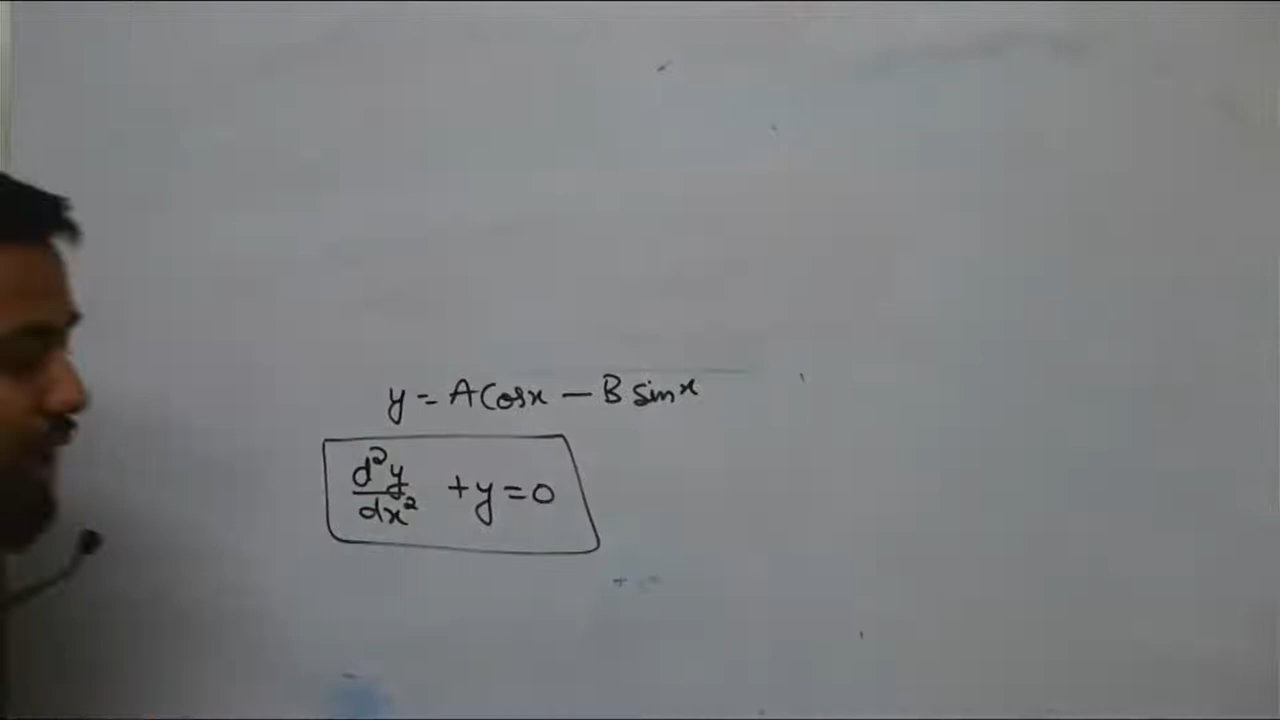 y = A Cosx — B sinx
d²y/dx² + y = 0